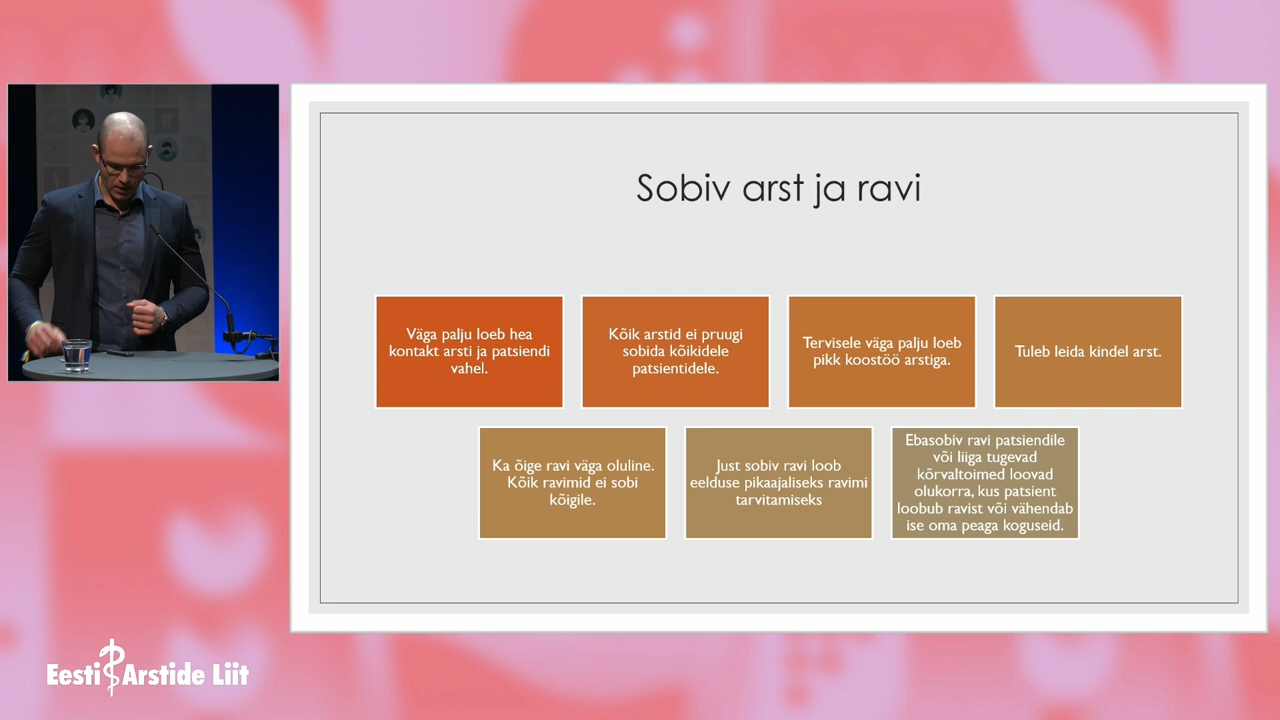 Sobiv arst ja ravi
Väga palju loeb hea
kontakt arsti ja patsiendi
vahel.
Kõik arstid ei pruugi
sobida kõikidele
patsientidele.
Tervisele väga palju loeb
pikk koostöö arstiga.
Tuleb leida kindel arst.
Ka õige ravi väga oluline.
Kõik ravimid ei sobi
kõigile.
Just sobiv ravi loob
eelduse pikaajaliseks ravimi
tarvitamiseks
Ebasobiv ravi patsiendile
või liiga tugevad
kõrvaltoimed loovad
olukorra, kus patsient
loobub ravist või vähendab
ise oma peaga koguseid.
Eesti Arstide Liit